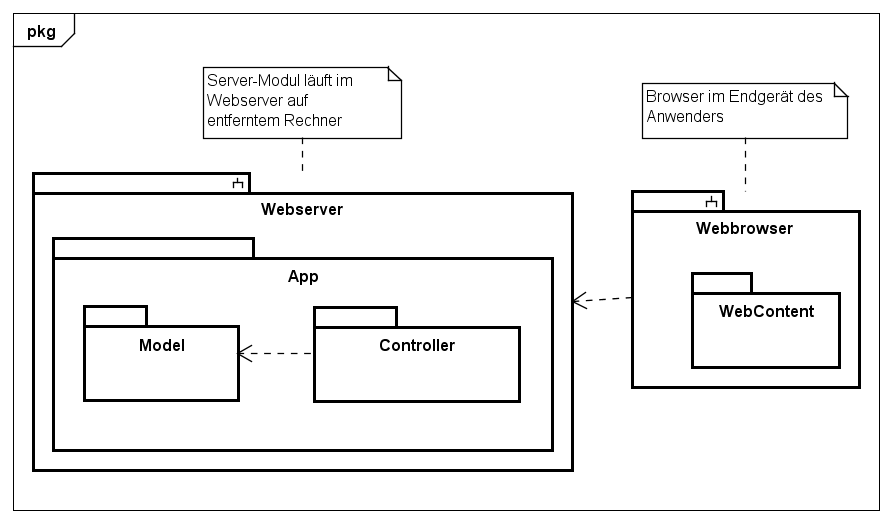 pkg
Server-Modul läuft im
Webserver auf
entferntem Rechner
Browser im Endgerät des
Anwenders
Webserver
Webbrowser
App
WebContent
Model
Controller